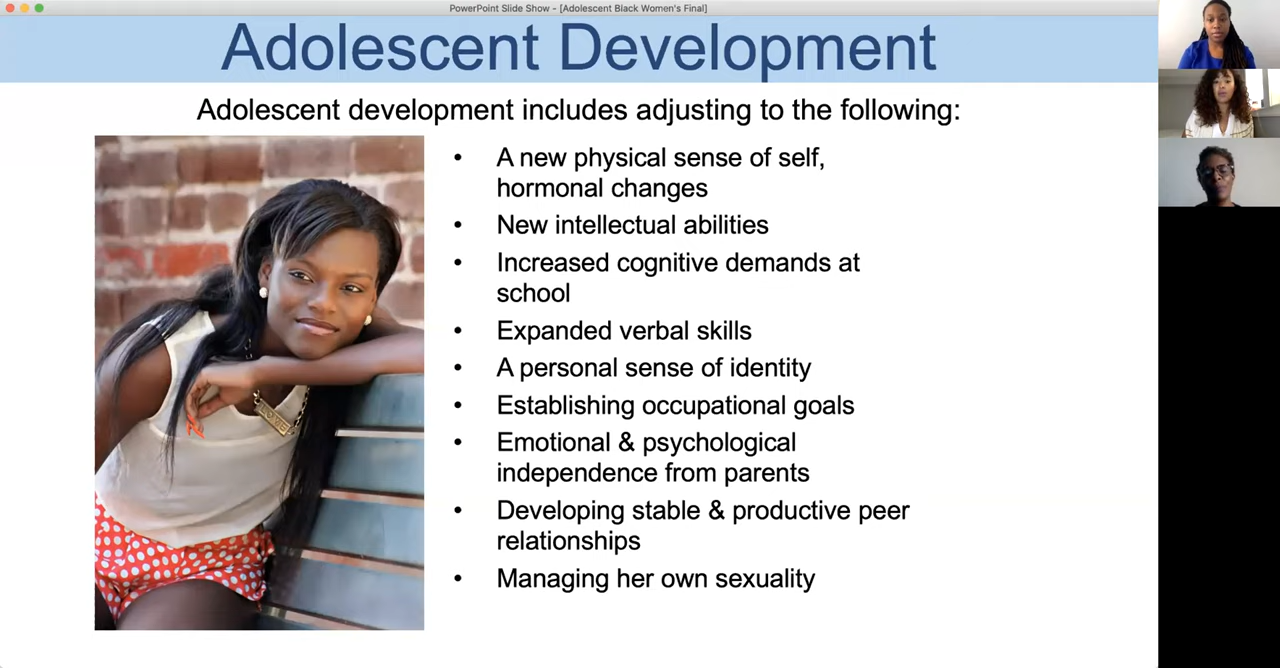 PowerPoint Slide Show - [Adolescent Black Women's Final]
Adolescent Development
Adolescent development includes adjusting to the following:
• A new physical sense of self,
hormonal changes
• New intellectual abilities
• Increased cognitive demands at
school
• Expanded verbal skills
• A personal sense of identity
• Establishing occupational goals
• Emotional & psychological
independence from parents
• Developing stable & productive peer
relationships
• Managing her own sexuality
LOVE